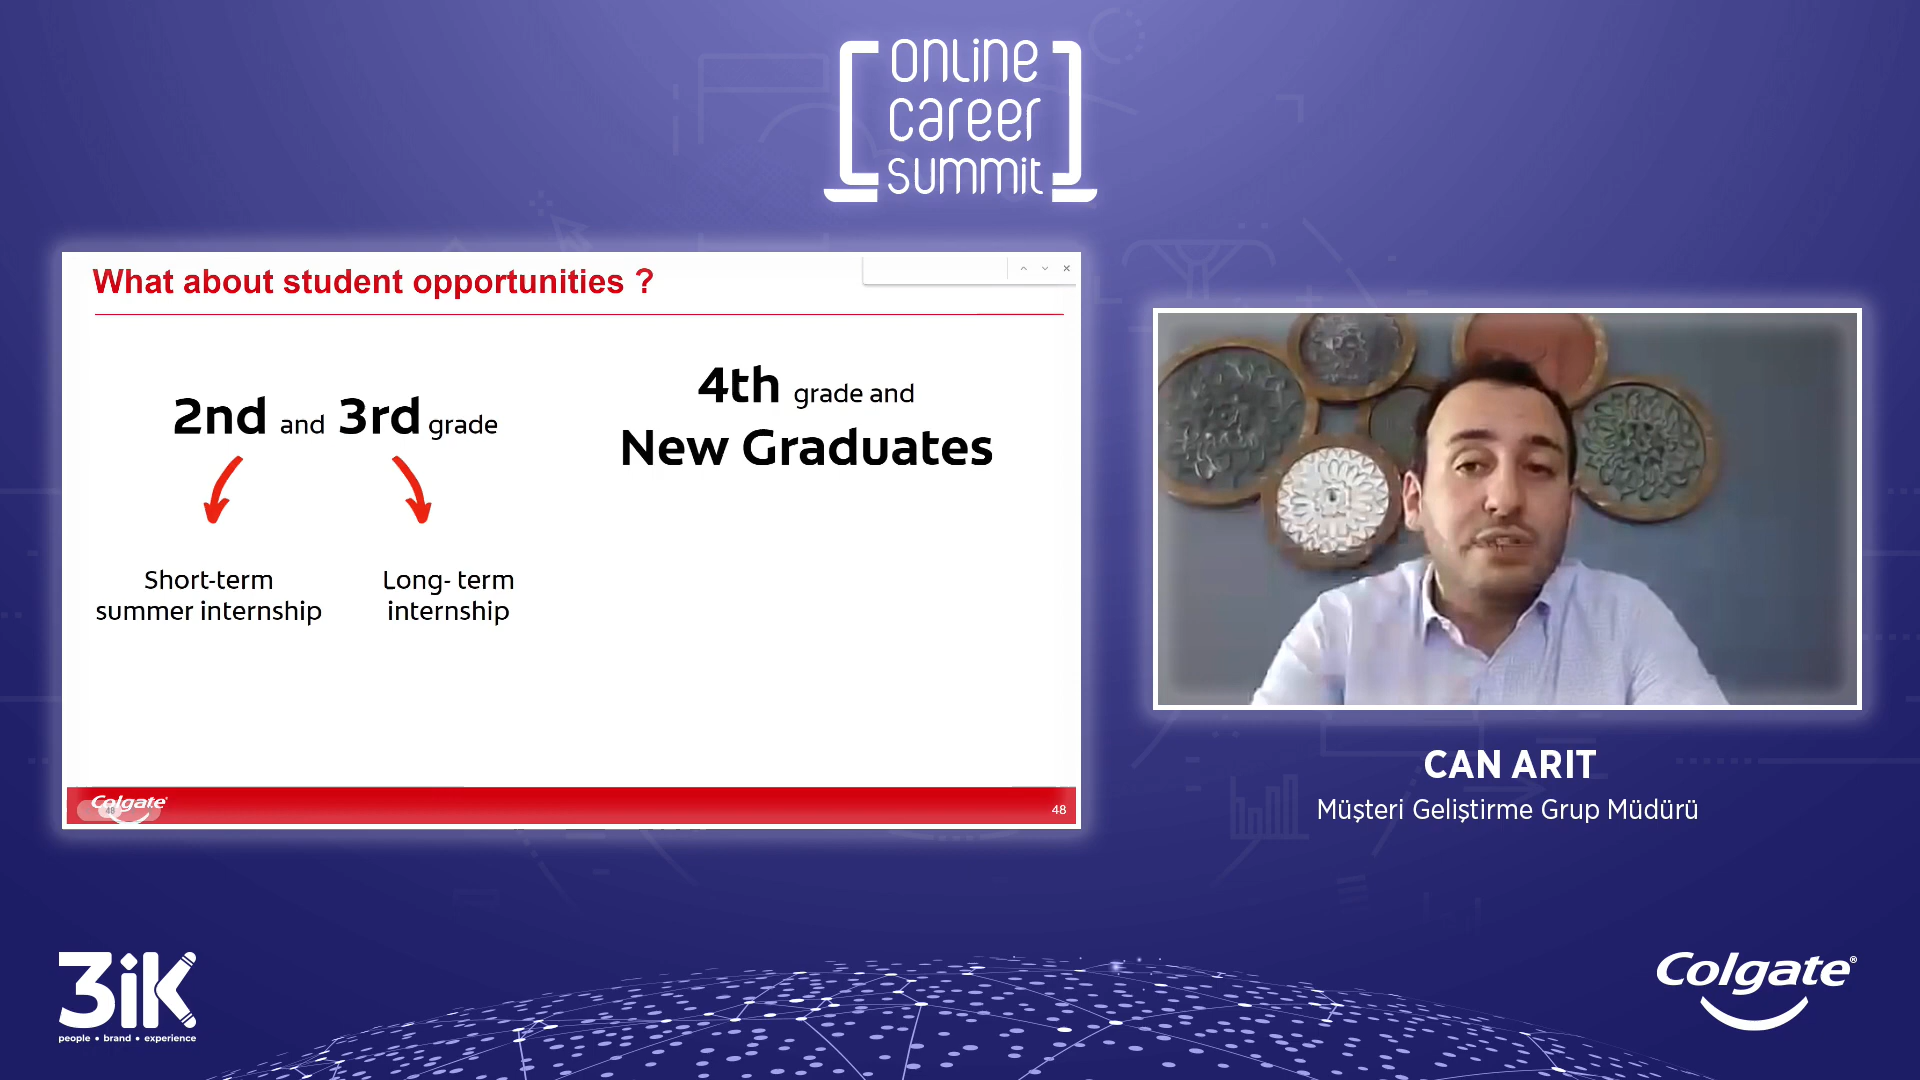 online
career
summit
What about student opportunities ?
2nd and 3rd grade
4th grade and
New Graduates
Short-term
summer internship
Long- term
internship
Colgate
48
48
CAN ARIT
Müşteri Geliştirme Grup Müdürü
3iK
people • brand • experience
Colgate®